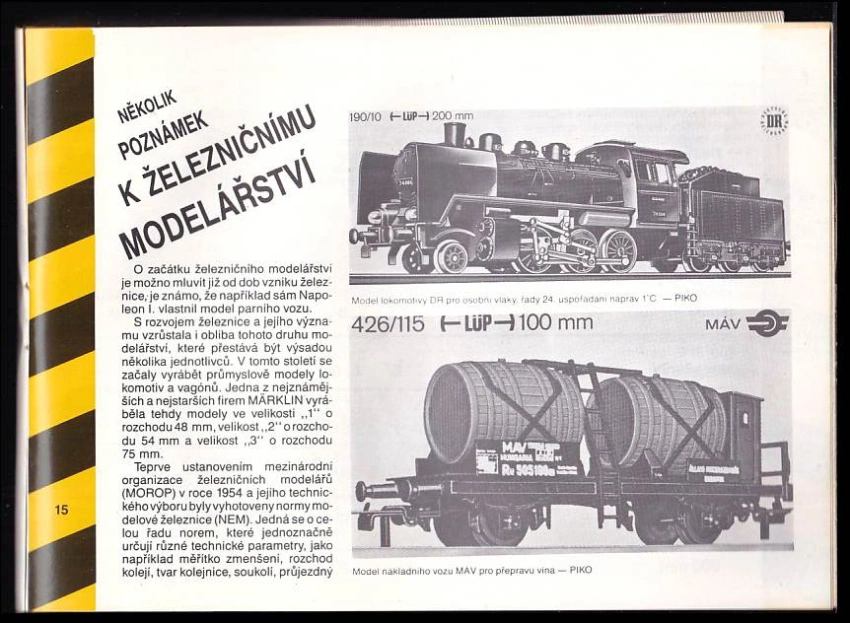 NĚKOLIK
POZNÁMEK
K ŽELEZNIČNÍMU
MODELÁŘSTVÍ
O začátku železničního modelářství
je možno mluvit již od dob vzniku želez-
nice, je známo, že například sám Napo-
leon I. vlastnil model parního vozu.
S rozvojem železnice a jejího význa-
mu vzrůstala i obliba tohoto druhu mo-
delářství, které přestává být výsadou
několika jednotlivců. V tomto století se
začaly vyrábět průmyslově modely lo-
komotiv a vagónů. Jedna z nejznáměj-
ších a nejstarších firem MÄRKLIN vyrá-
běla tehdy modely ve velikosti ,,1" o
rozchodu 48 mm, velikost ,,2" o rozcho-
du 54 mm a velikost ,,3" o rozchodu
75 mm.
Teprve ustanovením mezinárodní
organizace železničních modelářů
(MOROP) v roce 1954 a jejího technic-
kého výboru byly vyhotoveny normy mo-
delové železnice (NEM). Jedná se o ce-
lou řadu norem, které jednoznačně
určují různé technické parametry, jako
například měřítko zmenšení, rozchod
kolejí, tvar kolejnice, soukolí, průjezdný
15
190/10 LÜP 200 mm
DR
Model lokomotivy DR pro osobní vlaky, řady 24, uspořádání náprav 1'C — PIKO
426/115 LÜP 100 mm MÁV
MAV
HUNGARIA
505100
Model nákladního vozu MÁV pro přepravu vína — PIKO